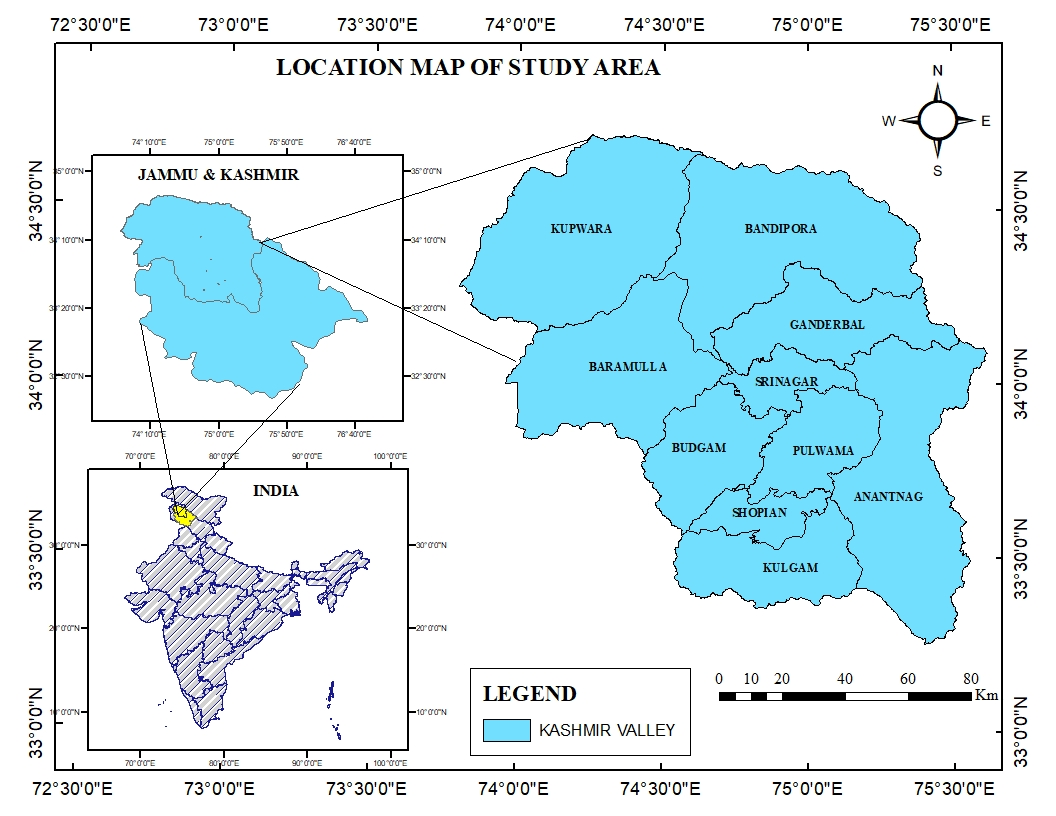 72°30'0"E 73°0'0"E 73°30'0"E 74°0'0"E 74°30'0"E 75°0'0"E 75°30'0"E
LOCATION MAP OF STUDY AREA
N
W E
S
74°10'0"E 75°0'0"E 75°50'0"E 76°40'0"E
JAMMU & KASHMIR
35°0'0"N
34°10'0"N
33°20'0"N
32°30'0"N
35°0'0"N
34°10'0"N
33°20'0"N
32°30'0"N
74°10'0"E 75°0'0"E 75°50'0"E 76°40'0"E
KUPWARA
BANDIPORA
GANDERBAL
BARAMULLA
SRINAGAR
BUDGAM
PULWAMA
ANANTNAG
SHOPIAN
KULGAM
70°0'0"E 80°0'0"E 90°0'0"E 100°0'0"E
INDIA
30°0'0"N
20°0'0"N
10°0'0"N
30°0'0"N
20°0'0"N
10°0'0"N
70°0'0"E 80°0'0"E 90°0'0"E 100°0'0"E
LEGEND
KASHMIR VALLEY
0 10 20 40 60 80
Km
34°30'0"N
34°0'0"N
33°30'0"N
33°0'0"N
34°30'0"N
34°0'0"N
33°30'0"N
33°0'0"N
72°30'0"E 73°0'0"E 73°30'0"E 74°0'0"E 74°30'0"E 75°0'0"E 75°30'0"E